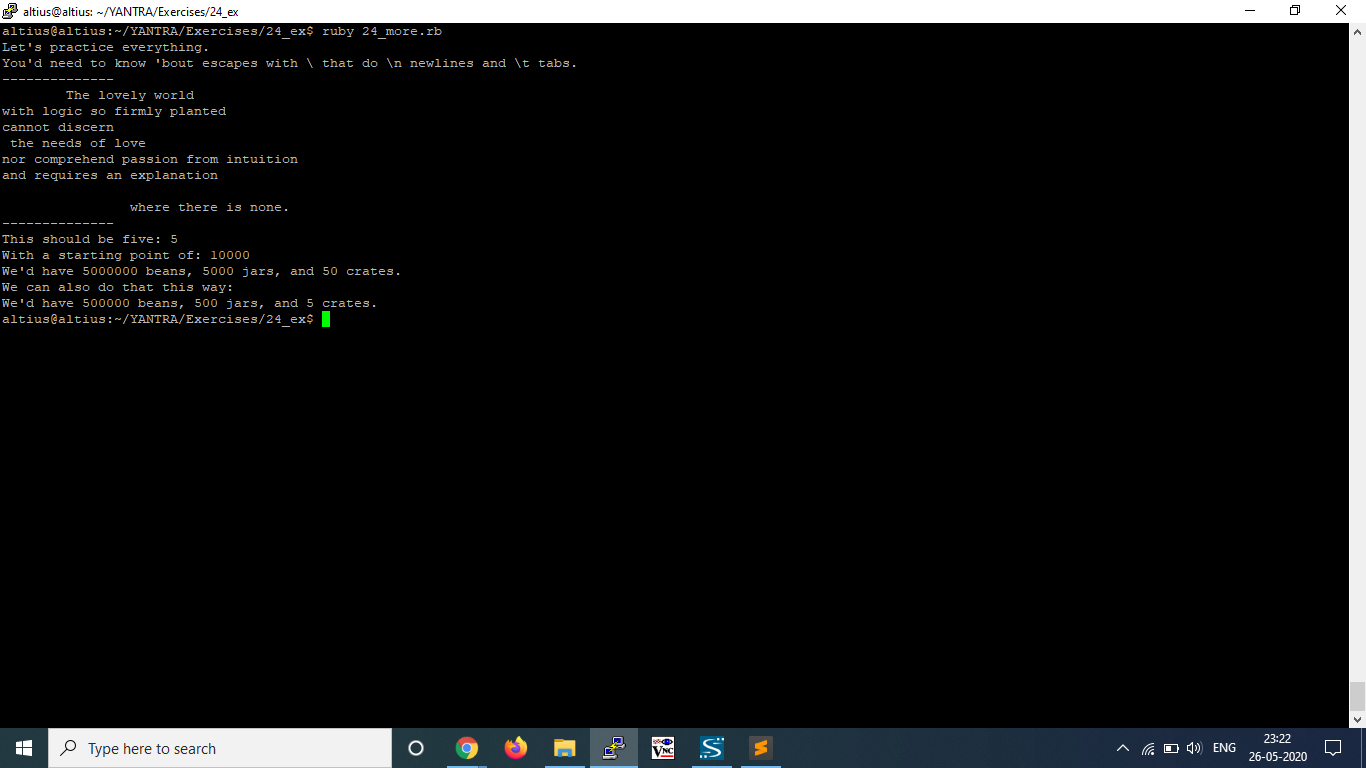 altius@altius: ~/YANTRA/Exercises/24_ex
altius@altius:~/YANTRA/Exercises/24_ex$ ruby 24_more.rb
Let's practice everything.
You'd need to know 'bout escapes with \ that do \n newlines and \t tabs.
--------------
        The lovely world
with logic so firmly planted
cannot discern
 the needs of love
nor comprehend passion from intuition
and requires an explanation

                where there is none.
--------------
This should be five: 5
With a starting point of: 10000
We'd have 5000000 beans, 5000 jars, and 50 crates.
We can also do that this way:
We'd have 500000 beans, 500 jars, and 5 crates.
altius@altius:~/YANTRA/Exercises/24_ex$
Type here to search
VNC
S
ENG
23:22
26-05-2020